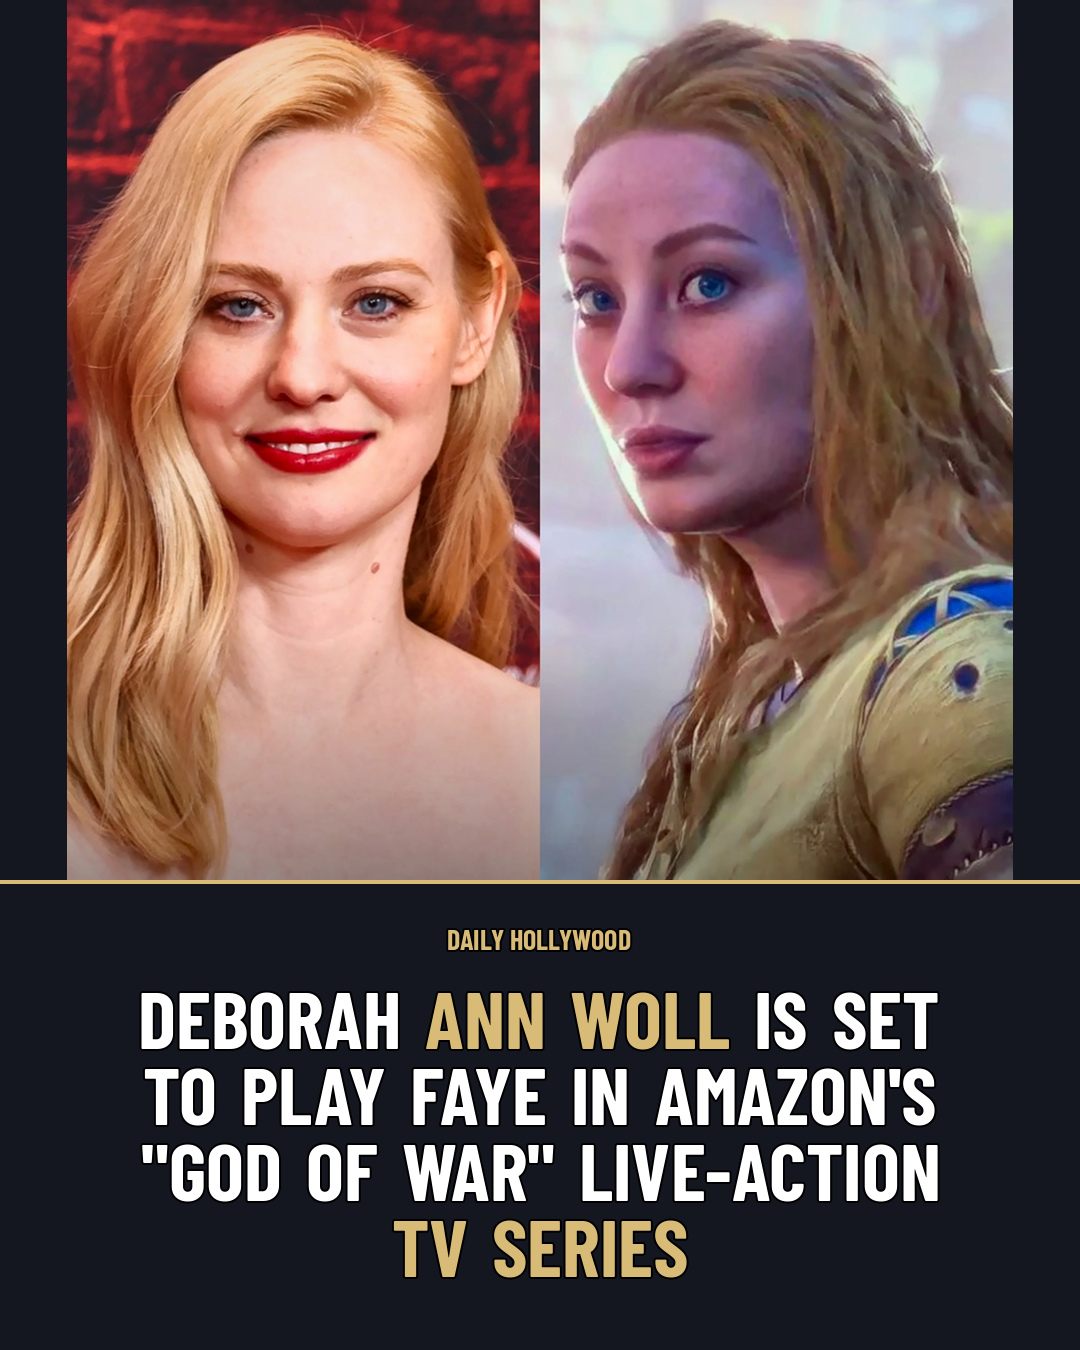 DAILY HOLLYWOOD
DEBORAH ANN WOLL IS SET
TO PLAY FAYE IN AMAZON'S
"GOD OF WAR" LIVE-ACTION
TV SERIES